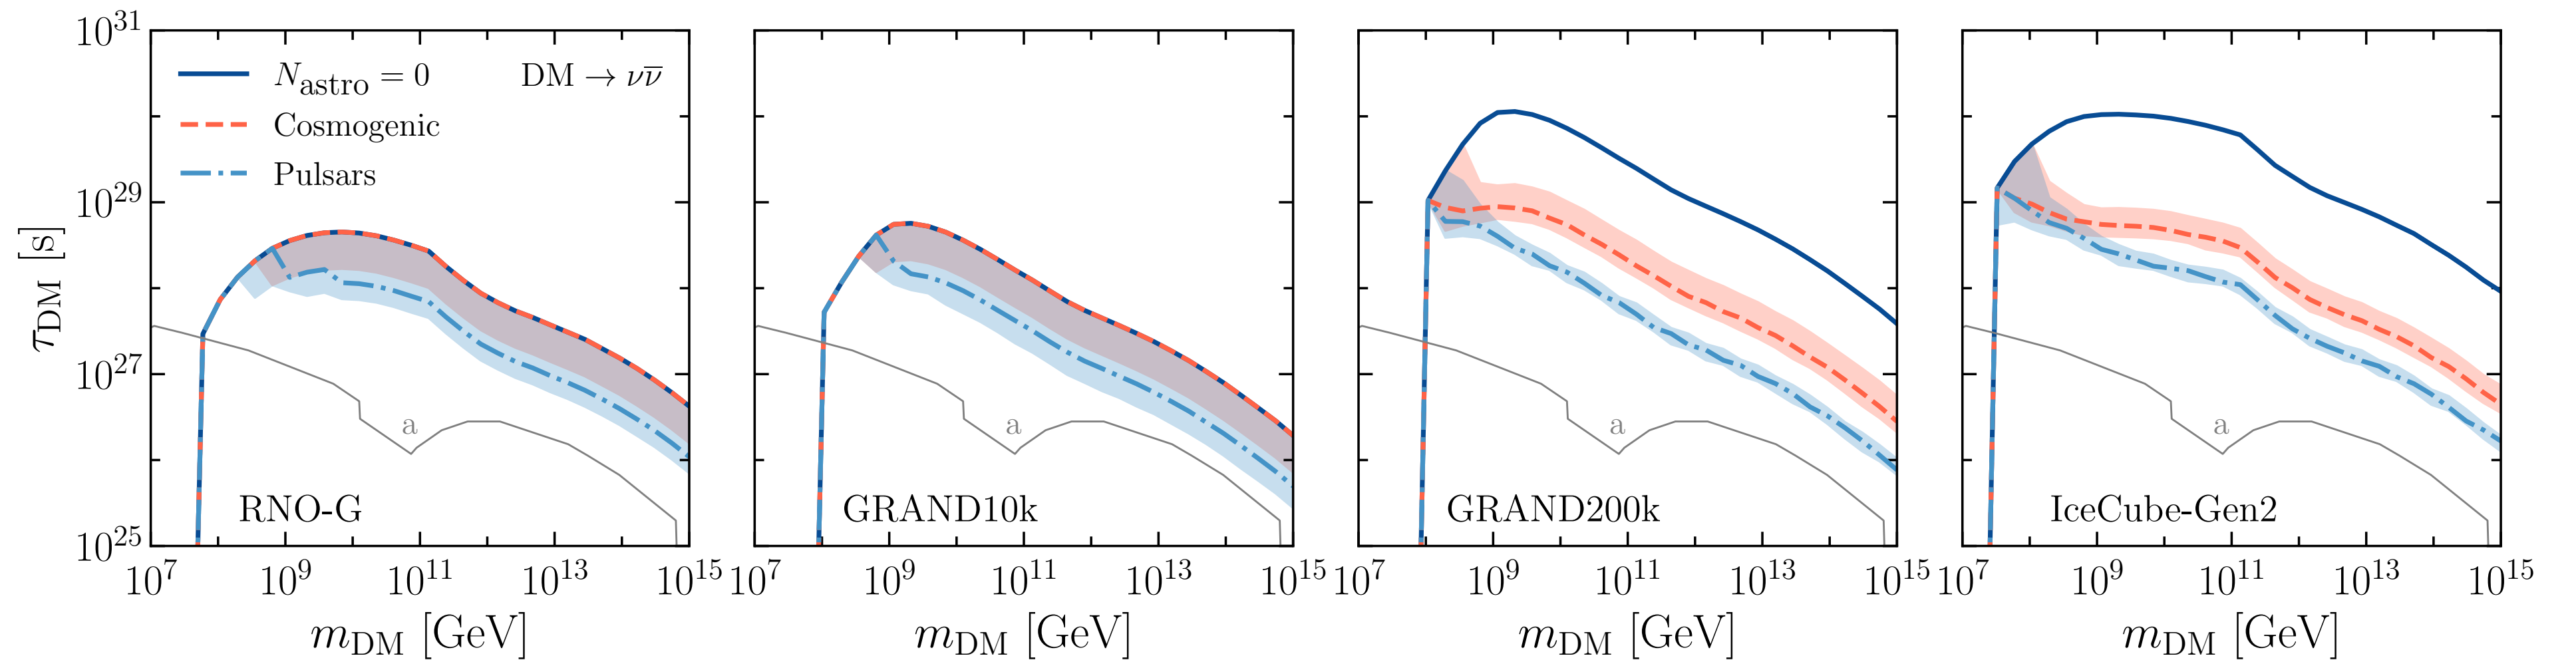 10^31
10^29
10^27
10^25
τ_DM [s]
N_astro = 0
DM → νν̄
Cosmogenic
Pulsars
a
RNO-G
10^7 10^9 10^11 10^13 10^15
m_DM [GeV]
a
GRAND10k
10^7 10^9 10^11 10^13 10^15
m_DM [GeV]
a
GRAND200k
10^7 10^9 10^11 10^13 10^15
m_DM [GeV]
a
IceCube-Gen2
10^7 10^9 10^11 10^13 10^15
m_DM [GeV]